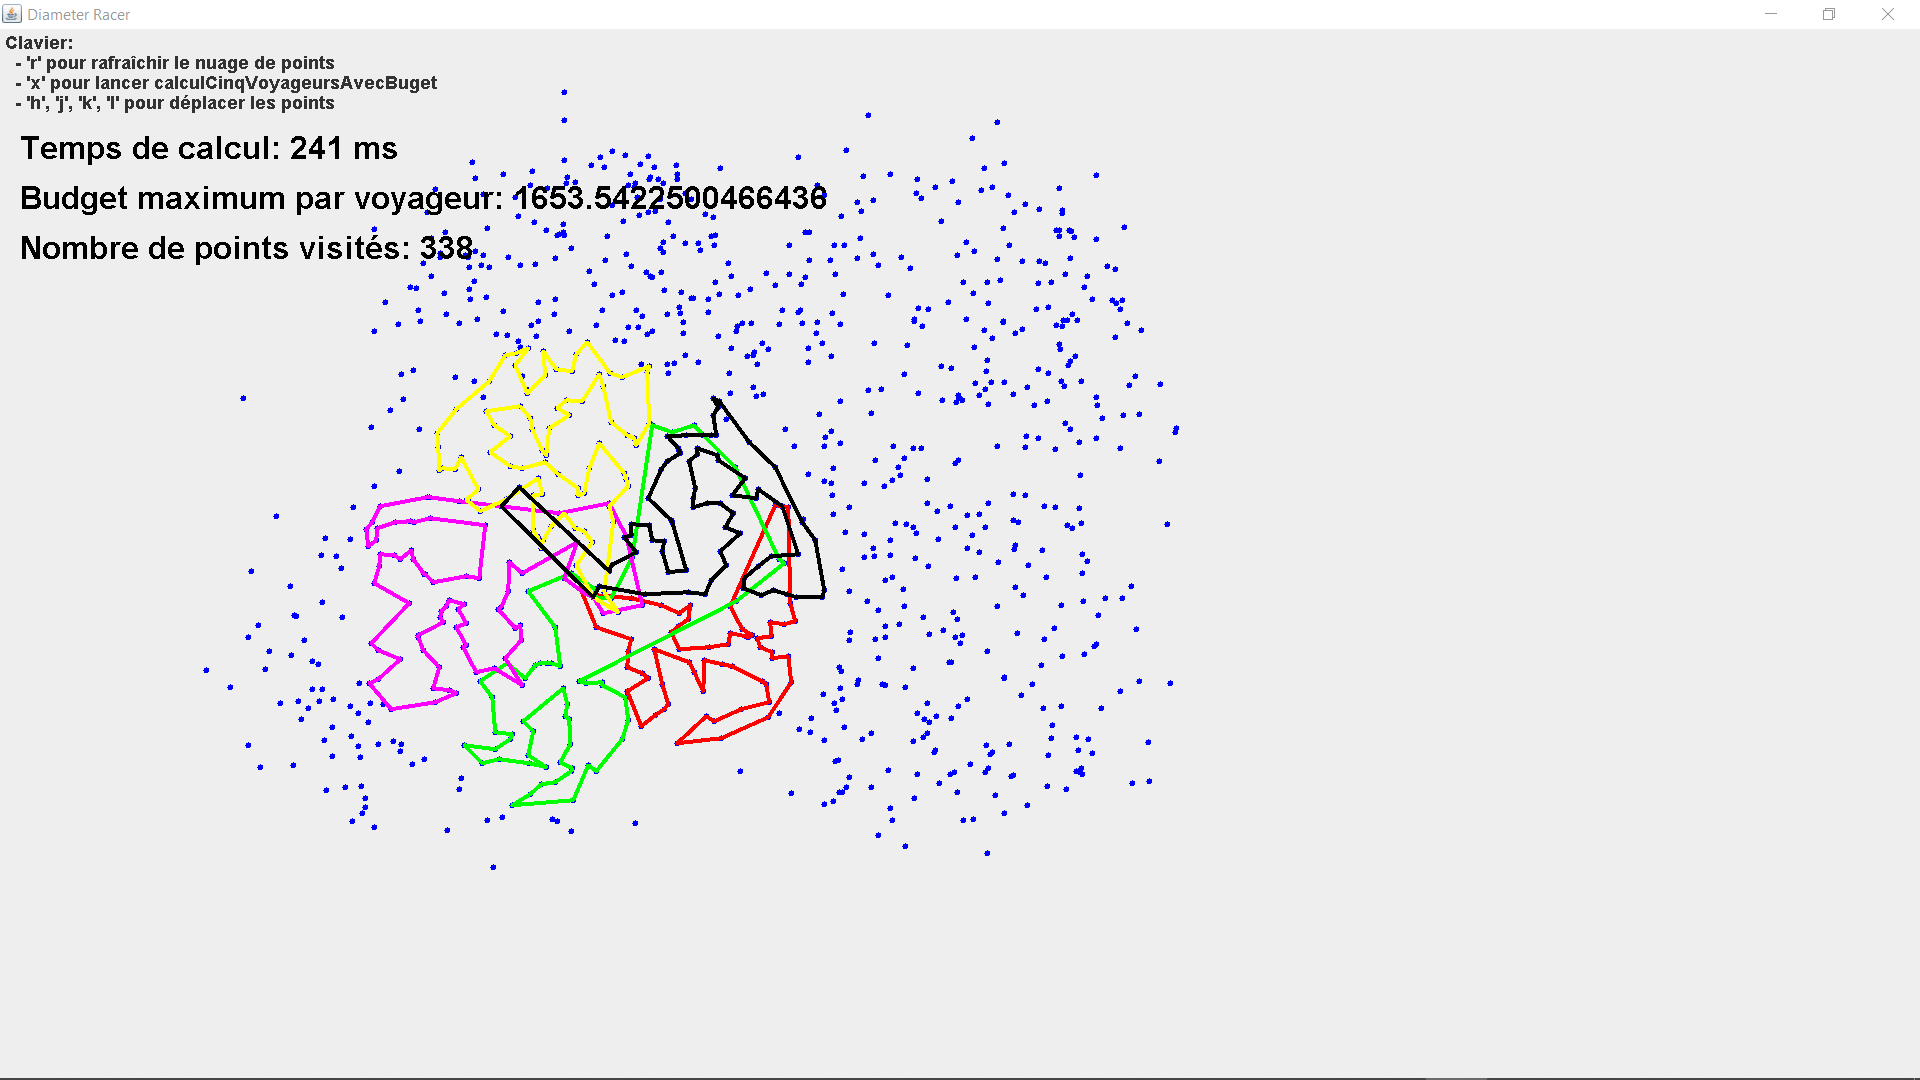 Diameter Racer
Clavier:
- 'r' pour rafraîchir le nuage de points
- 'x' pour lancer calculCinqVoyageursAvecBuget
- 'h', 'j', 'k', 'l' pour déplacer les points
Temps de calcul: 241 ms
Budget maximum par voyageur: 1653.5422500466436
Nombre de points visités: 338